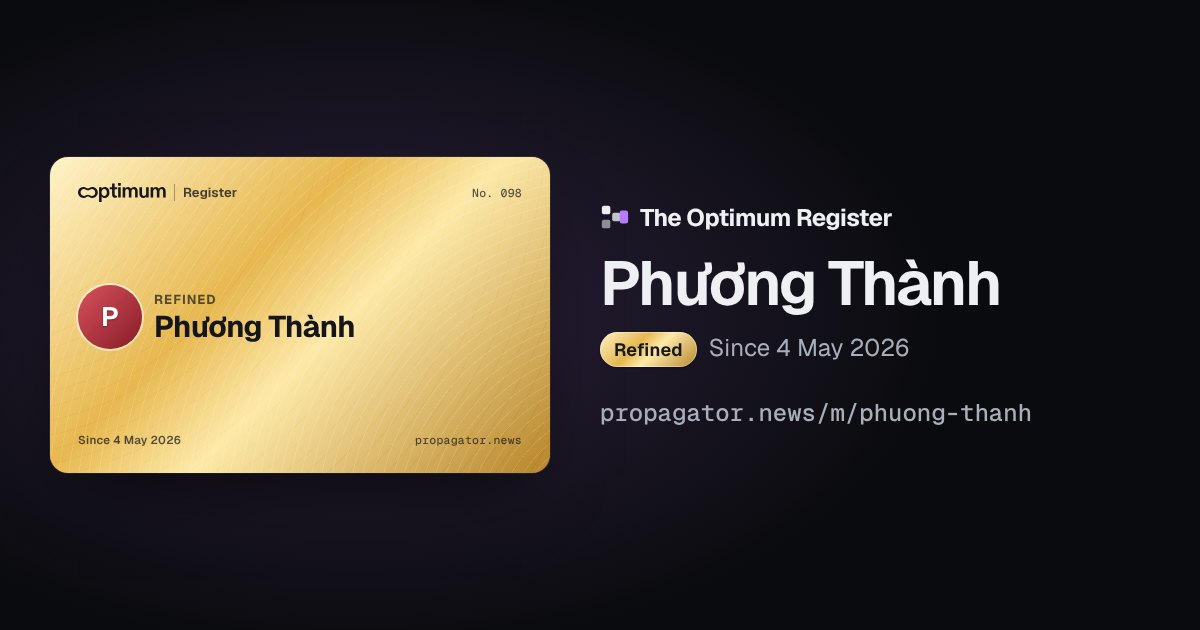 optimum | Register
No. 098
P
REFINED
Phương Thành
Since 4 May 2026
propagator.news
The Optimum Register
Phương Thành
Refined Since 4 May 2026
propagator.news/m/phuong-thanh